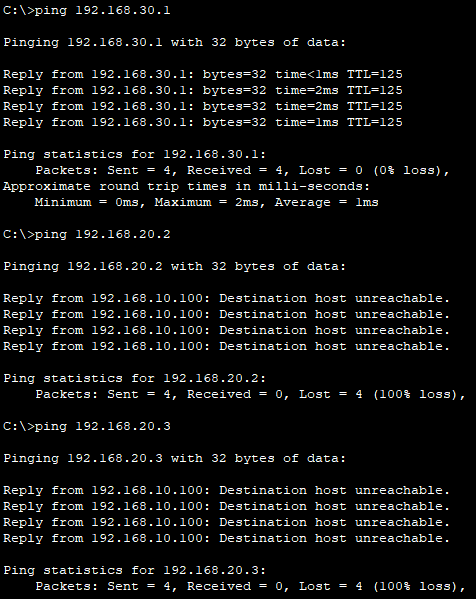 C:\>ping 192.168.30.1
Pinging 192.168.30.1 with 32 bytes of data:
Reply from 192.168.30.1: bytes=32 time<1ms TTL=125
Reply from 192.168.30.1: bytes=32 time=2ms TTL=125
Reply from 192.168.30.1: bytes=32 time=2ms TTL=125
Reply from 192.168.30.1: bytes=32 time=1ms TTL=125
Ping statistics for 192.168.30.1:
    Packets: Sent = 4, Received = 4, Lost = 0 (0% loss),
Approximate round trip times in milli-seconds:
    Minimum = 0ms, Maximum = 2ms, Average = 1ms
C:\>ping 192.168.20.2
Pinging 192.168.20.2 with 32 bytes of data:
Reply from 192.168.10.100: Destination host unreachable.
Reply from 192.168.10.100: Destination host unreachable.
Reply from 192.168.10.100: Destination host unreachable.
Reply from 192.168.10.100: Destination host unreachable.
Ping statistics for 192.168.20.2:
    Packets: Sent = 4, Received = 0, Lost = 4 (100% loss),
C:\>ping 192.168.20.3
Pinging 192.168.20.3 with 32 bytes of data:
Reply from 192.168.10.100: Destination host unreachable.
Reply from 192.168.10.100: Destination host unreachable.
Reply from 192.168.10.100: Destination host unreachable.
Reply from 192.168.10.100: Destination host unreachable.
Ping statistics for 192.168.20.3:
    Packets: Sent = 4, Received = 0, Lost = 4 (100% loss),